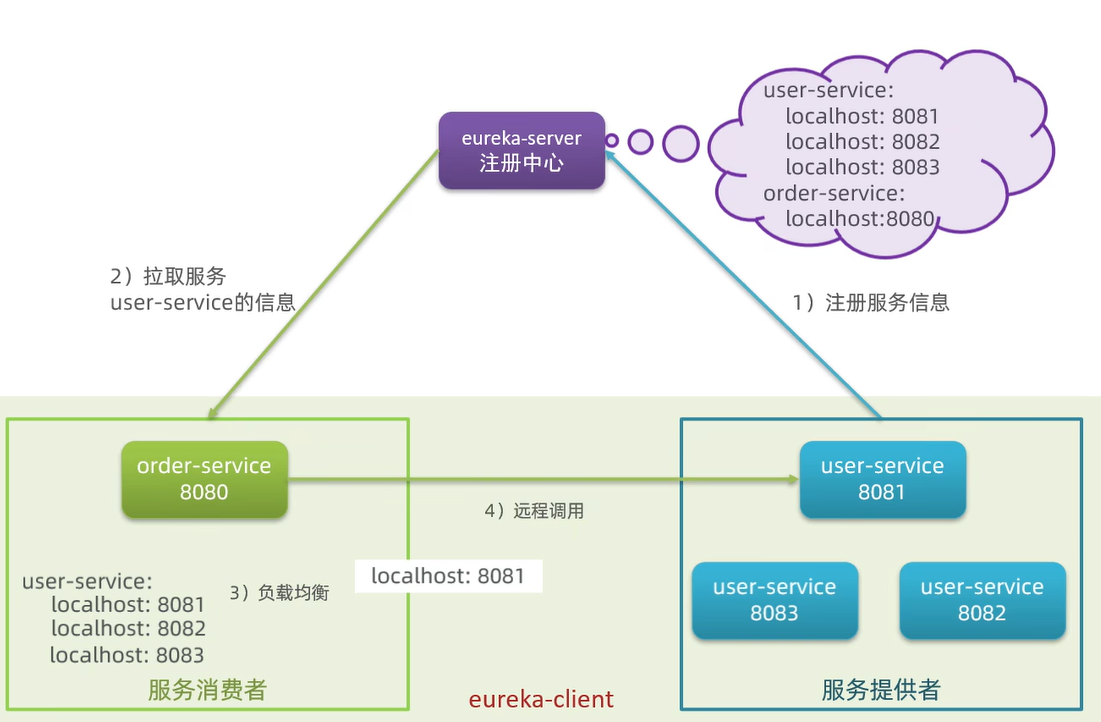 eureka-server
注册中心
user-service:
localhost: 8081
localhost: 8082
localhost: 8083
order-service:
localhost:8080
2）拉取服务
user-service的信息
1）注册服务信息
order-service
8080
4）远程调用
user-service
8081
user-service:
localhost: 8081
localhost: 8082
localhost: 8083
3）负载均衡
localhost: 8081
user-service
8083
user-service
8082
服务消费者
eureka-client
服务提供者